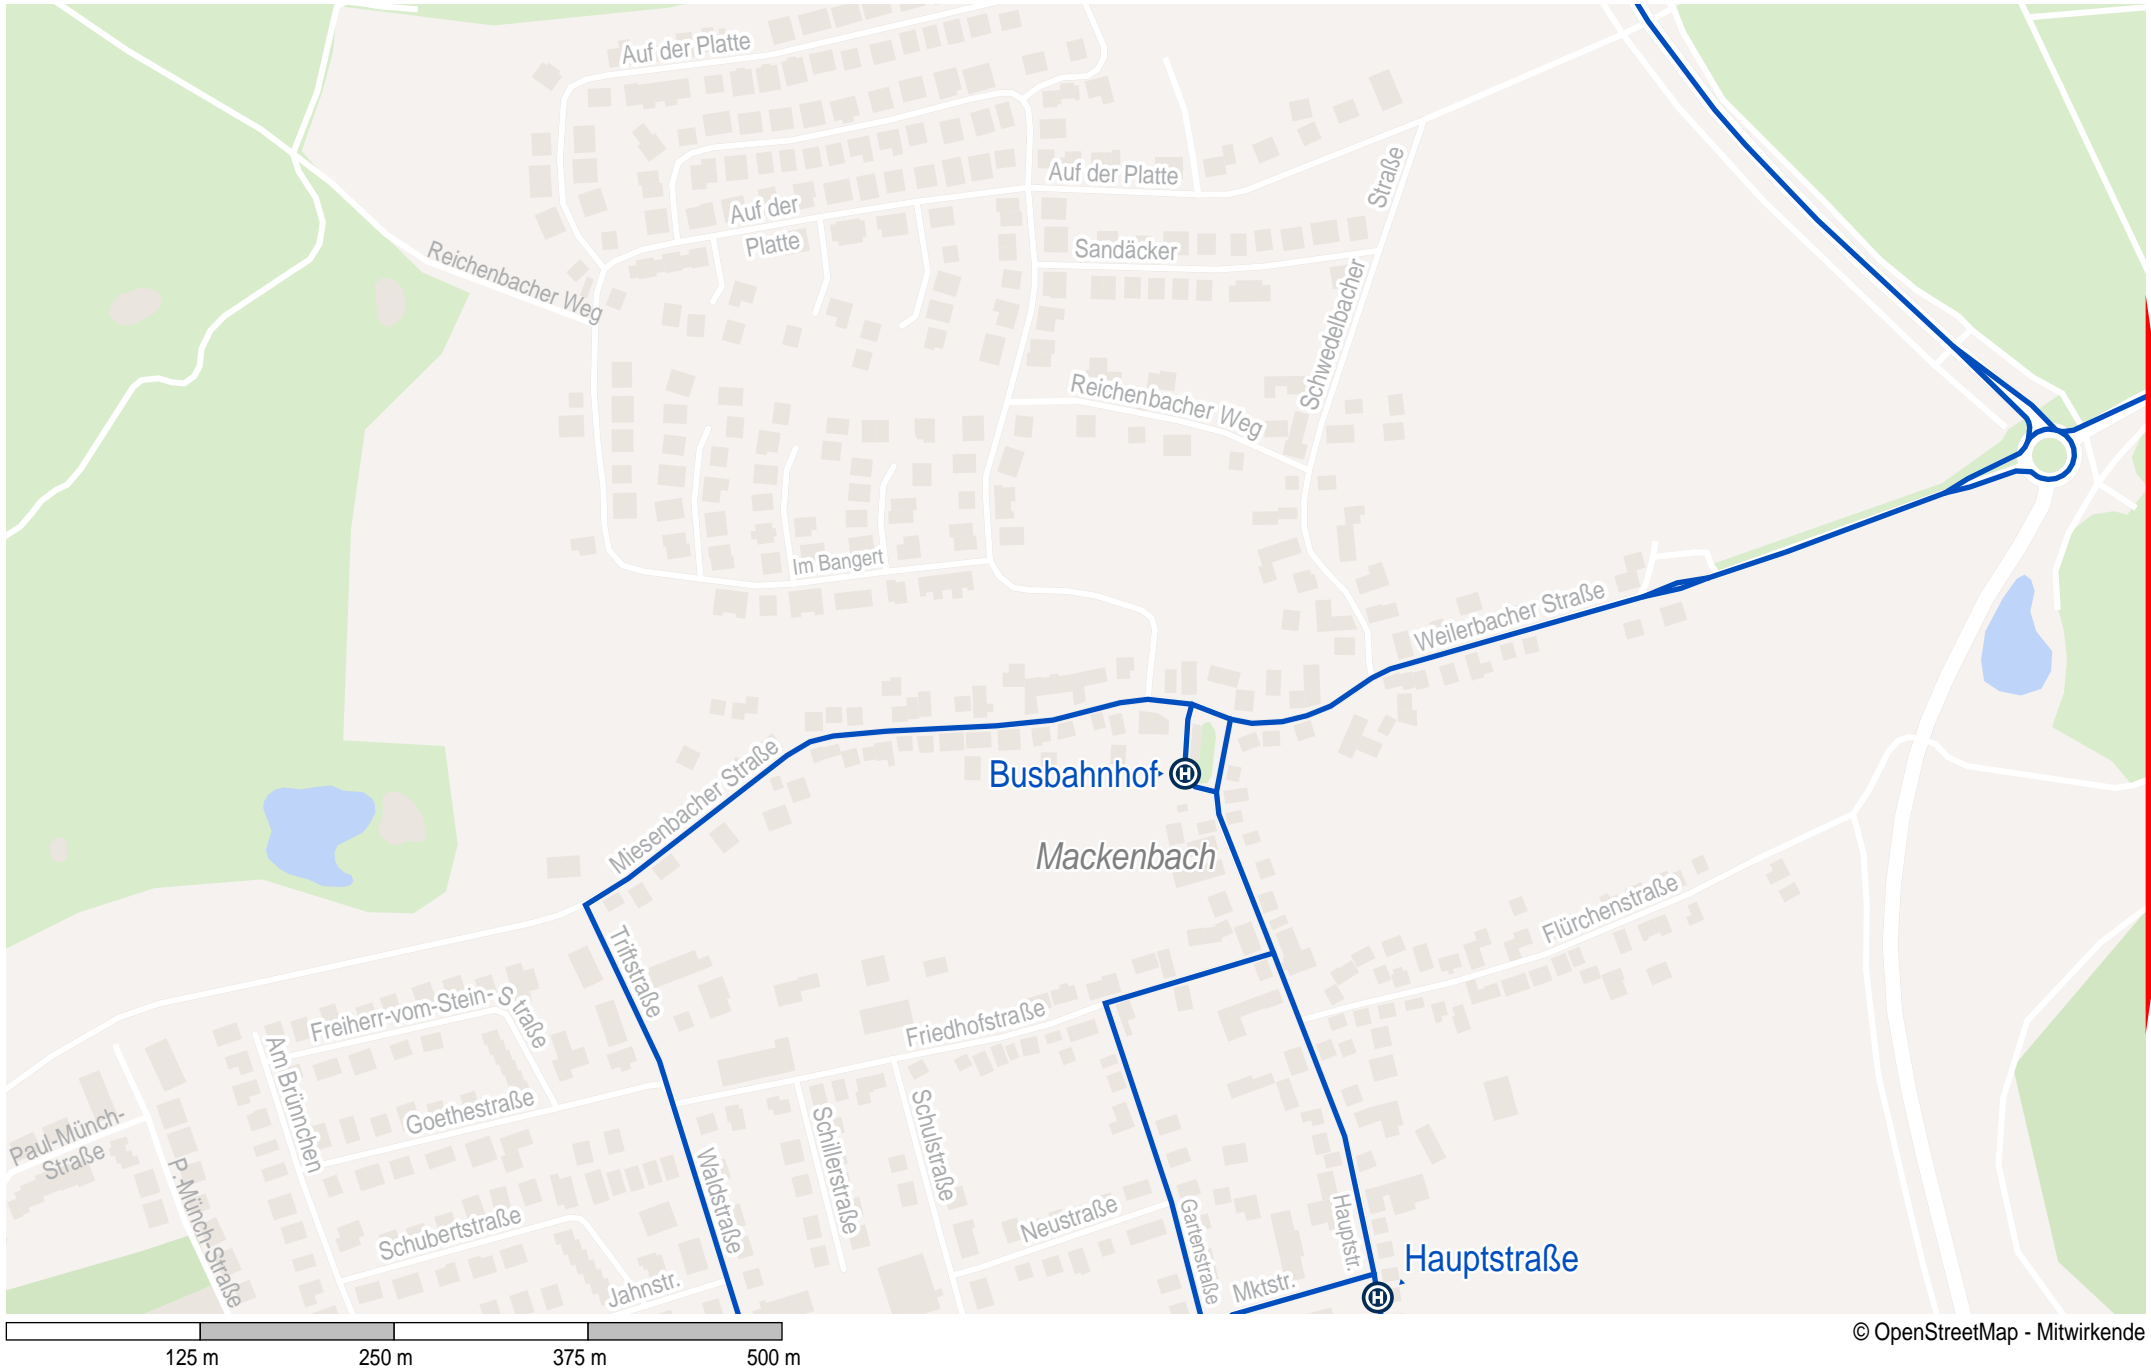 Auf der Platte
Auf der Platte
Straße
Auf der
Platte
Reichenbacher Weg
Sandäcker
Schwedelbacher
Reichenbacher Weg
Im Bangert
Weilerbacher Straße
Miesenbacher Straße
Busbahnhof
H
Mackenbach
Flürchenstraße
Triftstraße
Freiherr-vom-Stein-
Straße
Friedhofstraße
Am Brünnchen
Goethestraße
Paul-Münch-
Straße
P.-Münch-Straße
Schillerstraße
Schulstraße
Waldstraße
Neustraße
Gartenstraße
Hauptstr.
Schubertstraße
Jahnstr.
Mktstr.
Hauptstraße
H
© OpenStreetMap - Mitwirkende
125 m
250 m
375 m
500 m